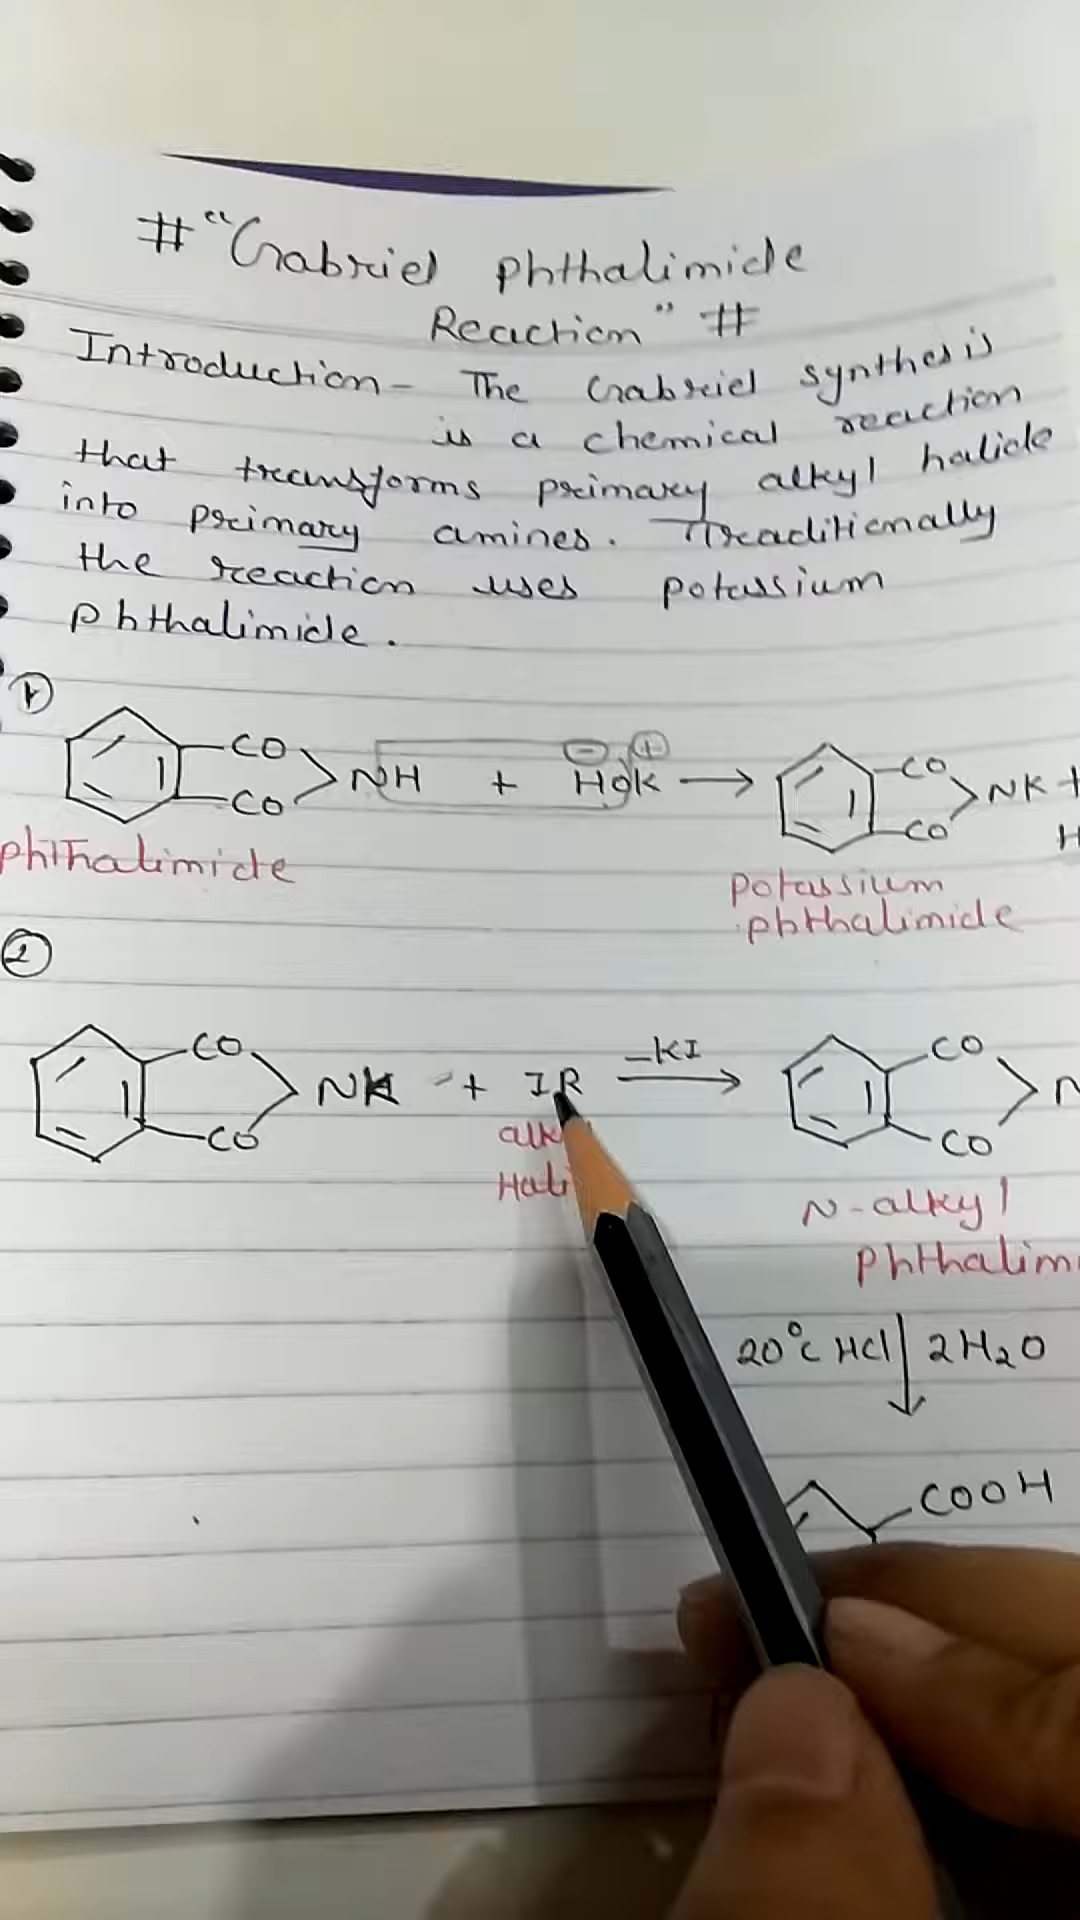 # "Gabriel phthalimide
Reaction" #
Introduction - The Gabriel synthesis
is a chemical reaction
that transforms primary alkyl halide
into primary amines. Traditionally
the reaction uses potassium
phthalimide.
①
CO
CO
NH + HOK → CO
CO
NK +
⊖ ⊕
phthalimide
potassium
phthalimide
②
CO
CO
NK + IR -KI → CO
CO
N
N-alkyl
20°C HCl ↓ 2H2O
COOH